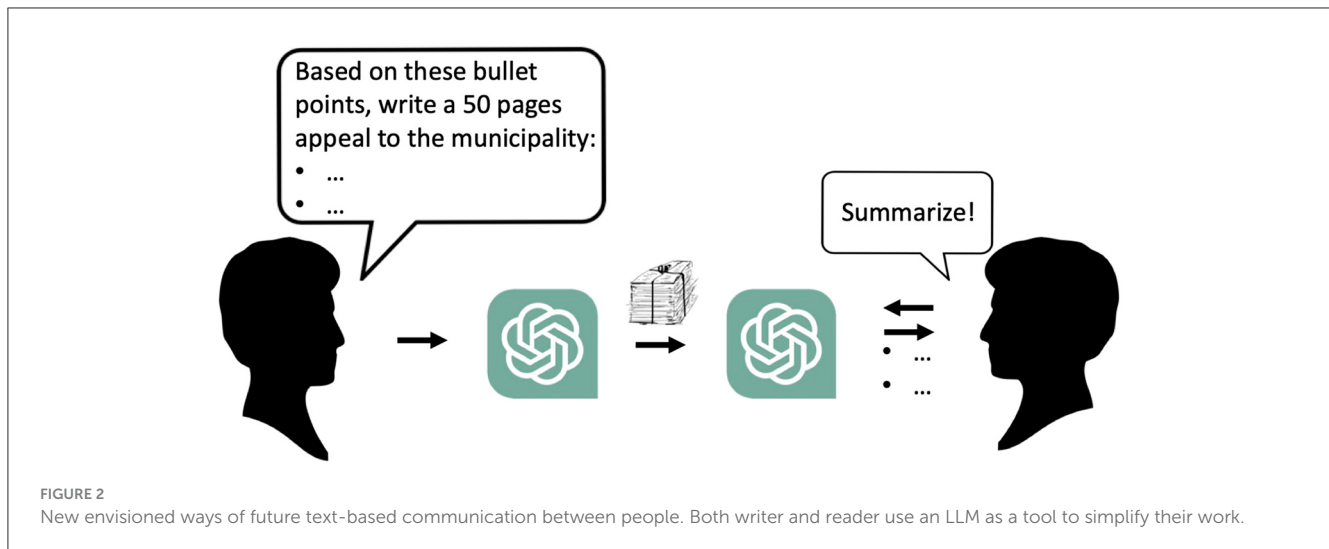 Based on these bullet
points, write a 50 pages
appeal to the municipality:
• ...
• ...
Summarize!
• ...
• ...
FIGURE 2
New envisioned ways of future text-based communication between people. Both writer and reader use an LLM as a tool to simplify their work.